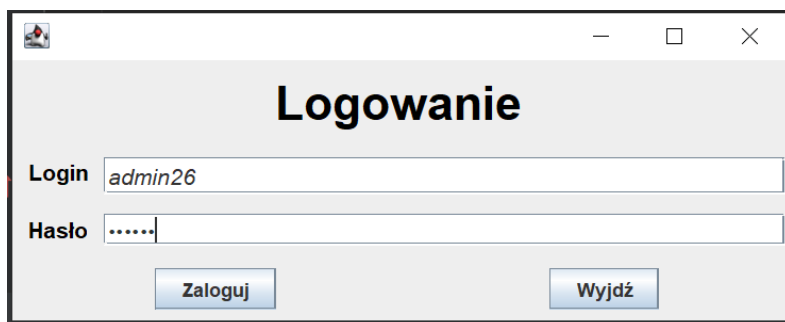 Logowanie
Login admin26
Hasło ••••••
Zaloguj Wyjdź